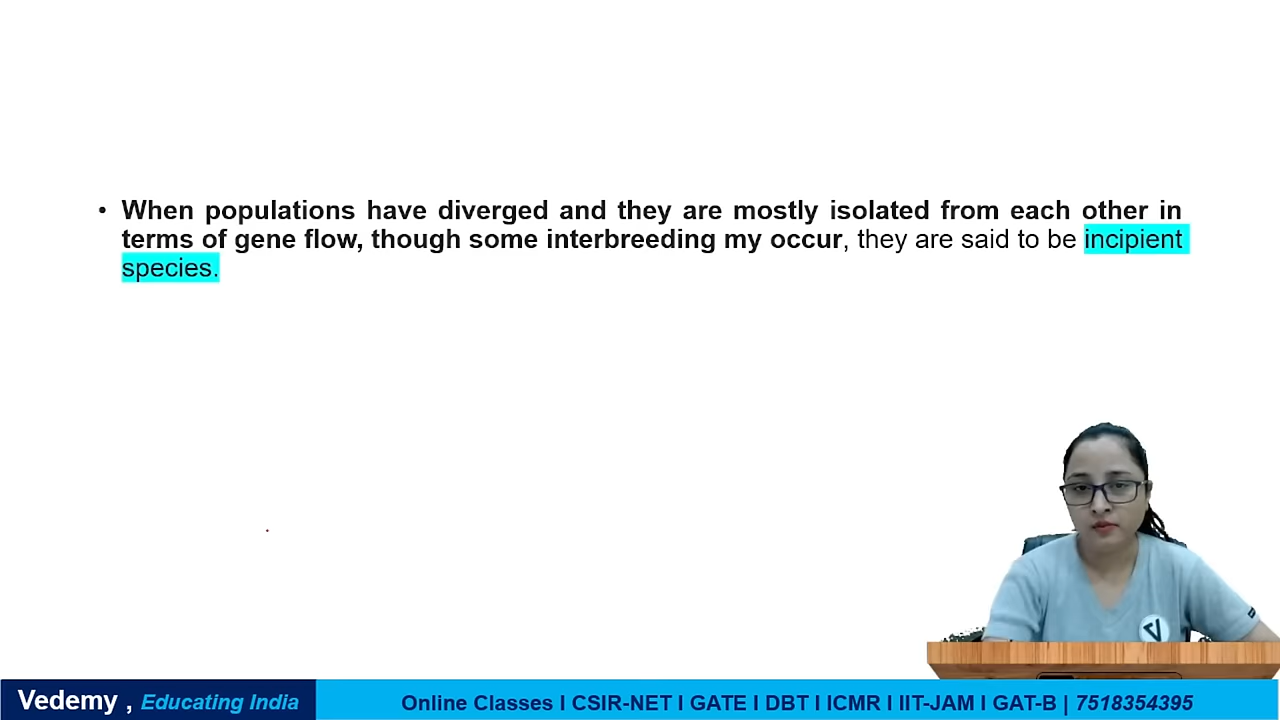 • When populations have diverged and they are mostly isolated from each other in
terms of gene flow, though some interbreeding my occur, they are said to be incipient
species.
Vedemy , Educating India
Online Classes I CSIR-NET I GATE I DBT I ICMR I IIT-JAM I GAT-B | 7518354395